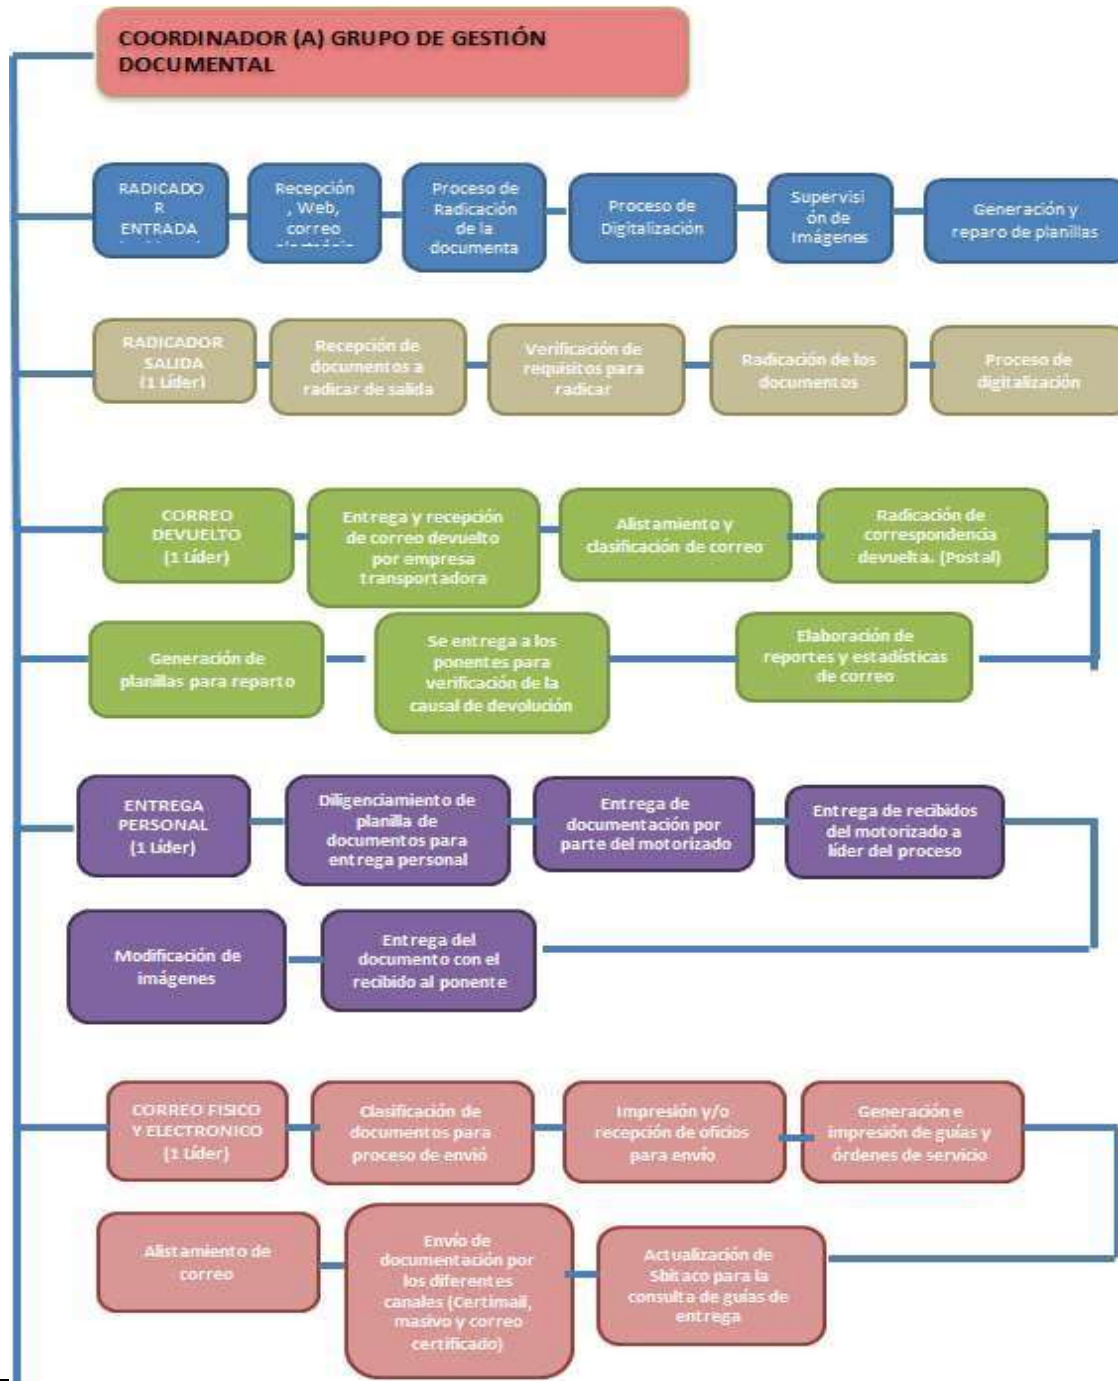 COORDINADOR (A) GRUPO DE GESTIÓN
DOCUMENTAL
RADICADO
R
ENTRADA
Recepción
, Web,
correo
Proceso de
Radicación
de la
documenta
Proceso de
Digitalización
Supervisi
ón de
Imágenes
Generación y
reparo de planillas
RADICADOR
SALIDA
(1 Líder)
Recepción de
documentos a
radicar de salida
Verificación de
requisitos para
radicar
Radicación de los
documentos
Proceso de
digitalización
CORREO
DEVUELTO
(1 Líder)
Entrega y recepción
de correo devuelto
por empresa
transportadora
Alistamiento y
clasificación de correo
Radicación de
correspondencia
devuelta. (Postal)
Generación de
planillas para reparto
Se entrega a los
ponentes para
verificación de la
causal de devolución
Elaboración de
reportes y estadísticas
de correo
ENTREGA
PERSONAL
(1 Líder)
Diligenciamiento de
planilla de
documentos para
entrega personal
Entrega de
documentación por
parte del motorizado
Entrega de recibidos
del motorizado a
líder del proceso
Modificación de
imágenes
Entrega del
documento con el
recibido al ponente
CORREO FISICO
Y ELECTRONICO
(1 Líder)
Clasificación de
documentos para
proceso de envió
Impresión y/o
recepción de oficios
para envío
Generación e
impresión de guías y
órdenes de servicio
Alistamiento de
correo
Envío de
documentación por
los diferentes
canales (Certimail,
masivo y correo
certificado)
Actualización de
Sbitaco para la
consulta de guías de
entrega